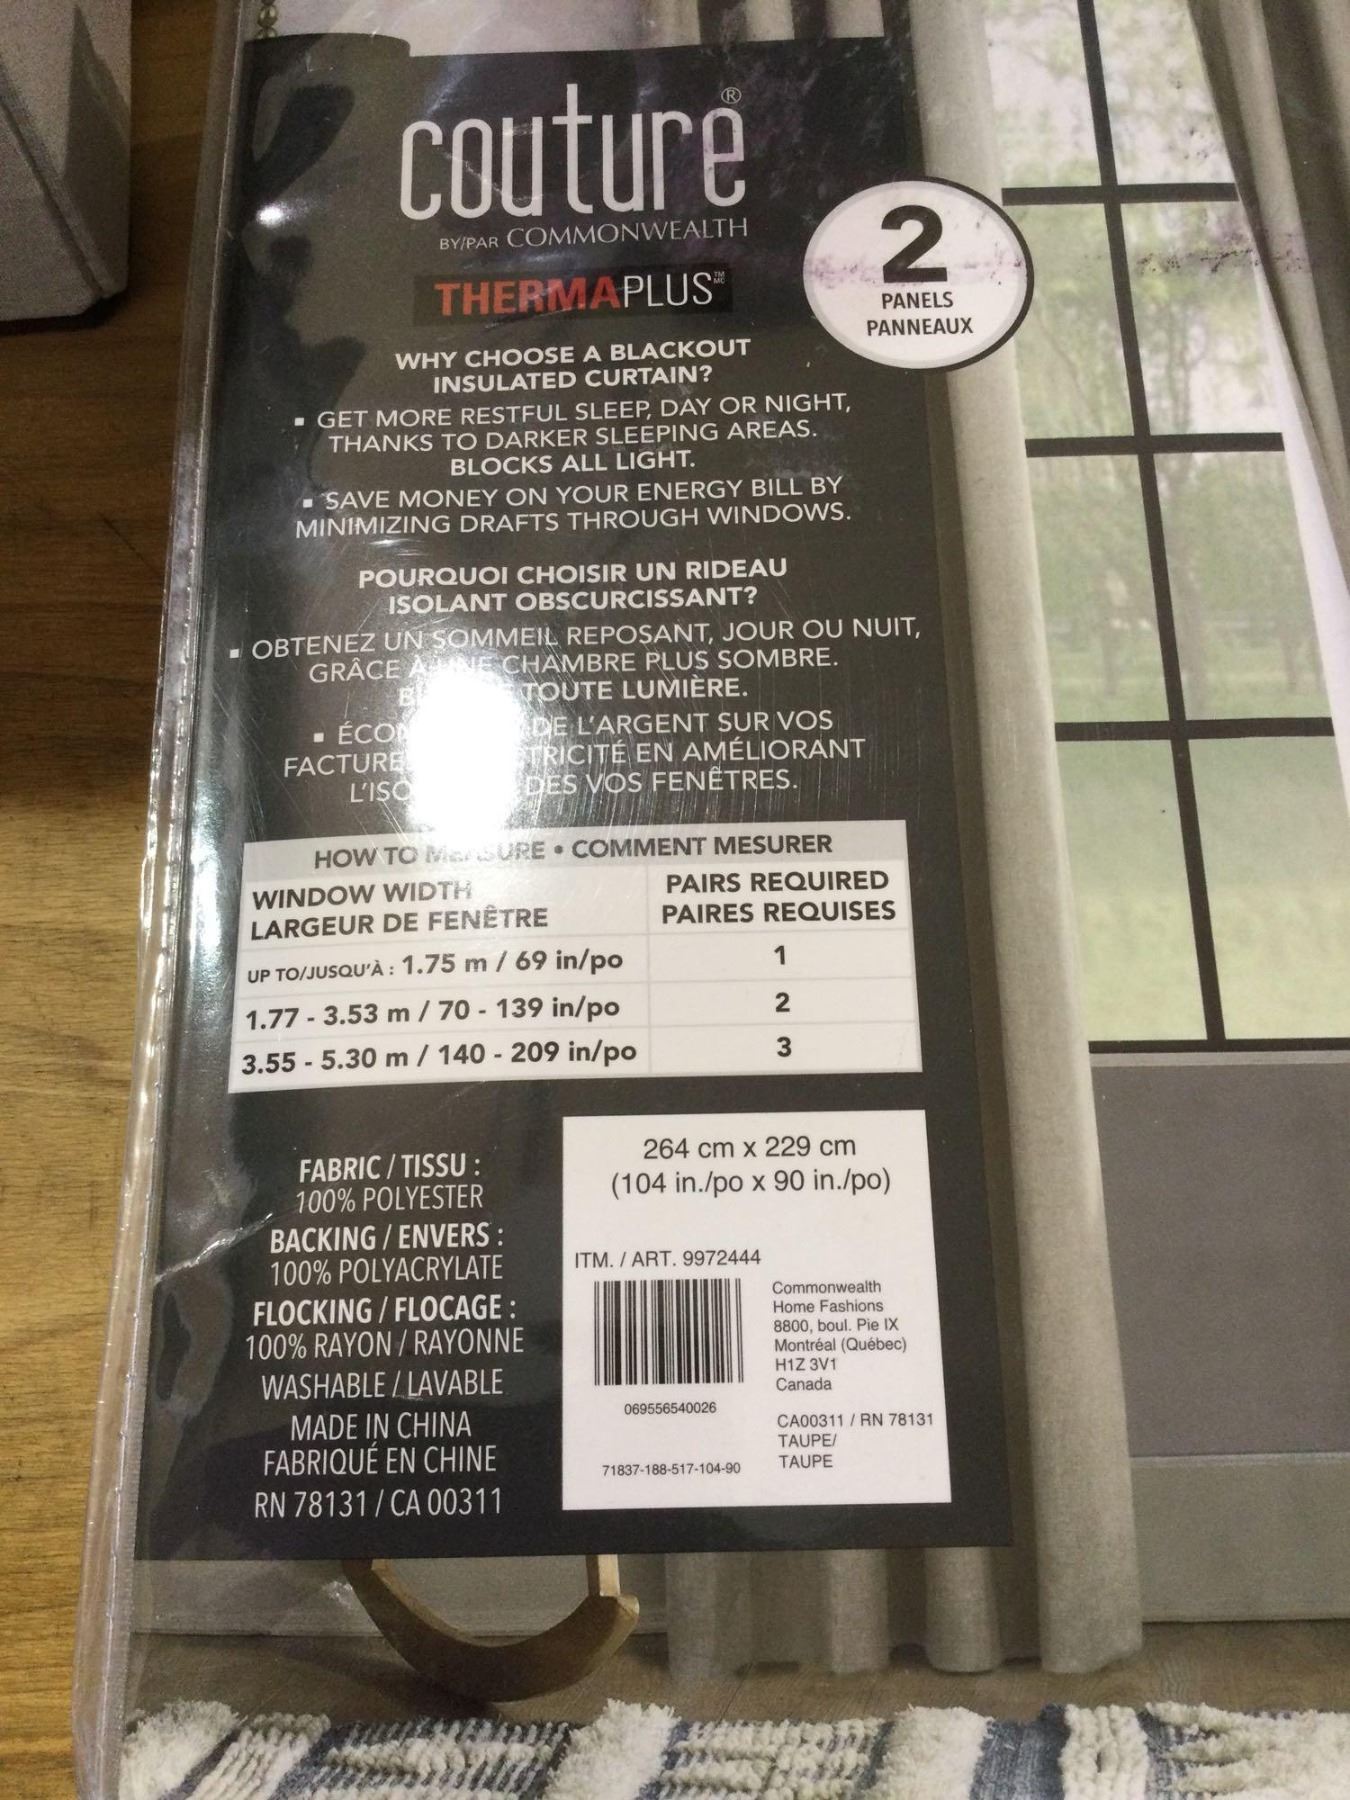 couture®
BY/PAR COMMONWEALTH
THERMAPLUS™ MC
2
PANELS
PANNEAUX
WHY CHOOSE A BLACKOUT
INSULATED CURTAIN?
▪ GET MORE RESTFUL SLEEP, DAY OR NIGHT,
THANKS TO DARKER SLEEPING AREAS.
BLOCKS ALL LIGHT.
▪ SAVE MONEY ON YOUR ENERGY BILL BY
MINIMIZING DRAFTS THROUGH WINDOWS.
POURQUOI CHOISIR UN RIDEAU
ISOLANT OBSCURCISSANT?
▪ OBTENEZ UN SOMMEIL REPOSANT, JOUR OU NUIT,
GRÂCE À UNE CHAMBRE PLUS SOMBRE.
TOUTE LUMIÈRE.
▪ DE L'ARGENT SUR VOS
EN AMÉLIORANT
DES VOS FENÊTRES.
HOW TO MEASURE • COMMENT MESURER
WINDOW WIDTH
LARGEUR DE FENÊTRE
PAIRS REQUIRED
PAIRES REQUISES
UP TO/JUSQU'À : 1.75 m / 69 in/po 1
1.77 - 3.53 m / 70 - 139 in/po 2
3.55 - 5.30 m / 140 - 209 in/po 3
FABRIC / TISSU :
100% POLYESTER
BACKING / ENVERS :
100% POLYACRYLATE
FLOCKING / FLOCAGE :
100% RAYON / RAYONNE
WASHABLE / LAVABLE
MADE IN CHINA
FABRIQUÉ EN CHINE
RN 78131 / CA 00311
264 cm x 229 cm
(104 in./po x 90 in./po)
ITM. / ART. 9972444
069556540026
71837-188-517-104-90
Commonwealth
Home Fashions
8800, boul. Pie IX
Montréal (Québec)
H1Z 3V1
Canada
CA00311 / RN 78131
TAUPE/
TAUPE